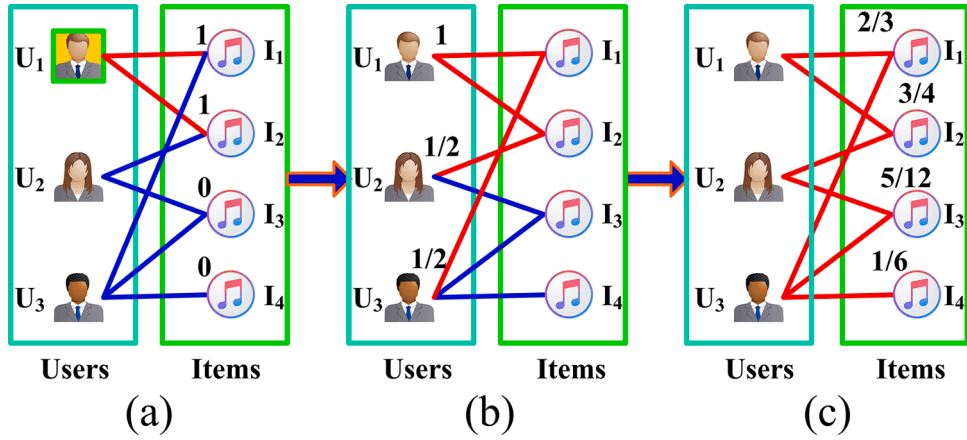 1 1 2/3
U₁ I₁ U₁ I₁ U₁ I₁
1 3/4
I₂ I₂ I₂
0 1/2 5/12
U₂ I₃ U₂ I₃ U₂ I₃
0 1/2 1/6
U₃ I₄ U₃ I₄ U₃ I₄
Users Items Users Items Users Items
(a) (b) (c)